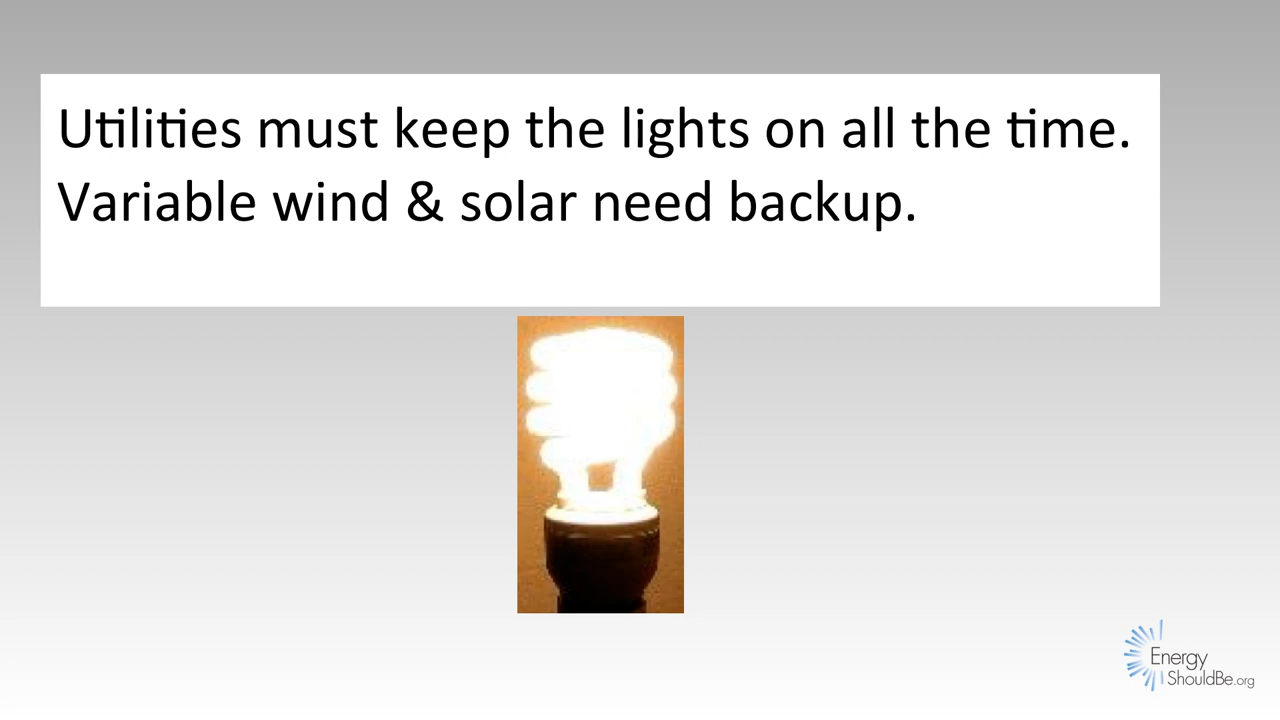 Utilities must keep the lights on all the time.
Variable wind & solar need backup.
Energy
ShouldBe.org